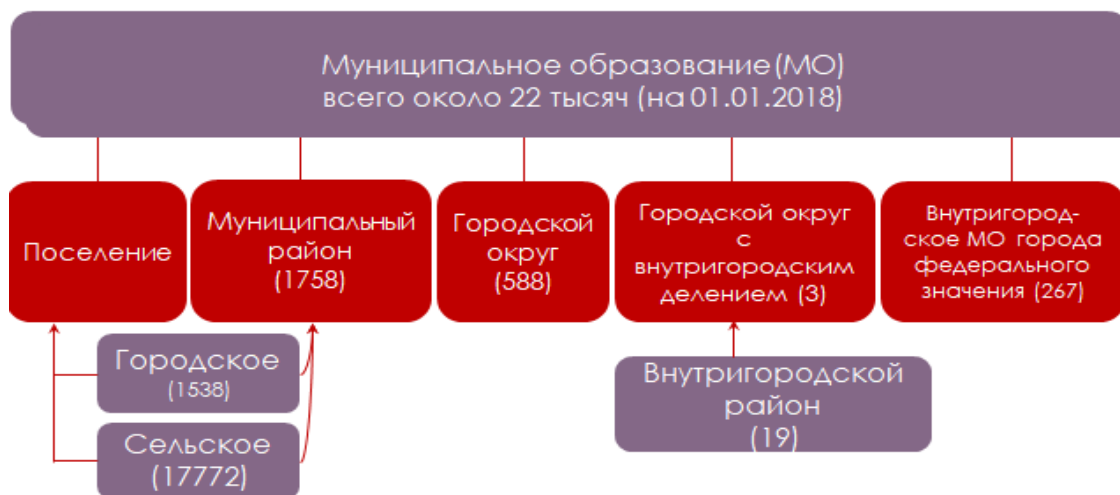 Муниципальное образование (МО)
всего около 22 тысяч (на 01.01.2018)
Поселение
Муниципальный
район
(1758)
Городской
округ
(588)
Городской округ
с
внутригородским
делением (3)
Внутригород-
ское МО города
федерального
значения (267)
Городское
(1538)
Сельское
(17772)
Внутригородской
район
(19)